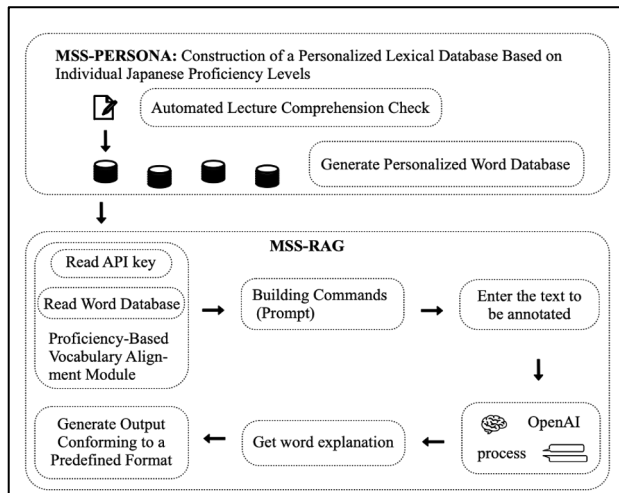 MSS-PERSONA: Construction of a Personalized Lexical Database Based on
Individual Japanese Proficiency Levels
Automated Lecture Comprehension Check
Generate Personalized Word Database
MSS-RAG
Read API key
Read Word Database
Proficiency-Based
Vocabulary Align-
ment Module
Building Commands
(Prompt)
Enter the text to
be annotated
OpenAI
process
Get word explanation
Generate Output
Conforming to a
Predefined Format